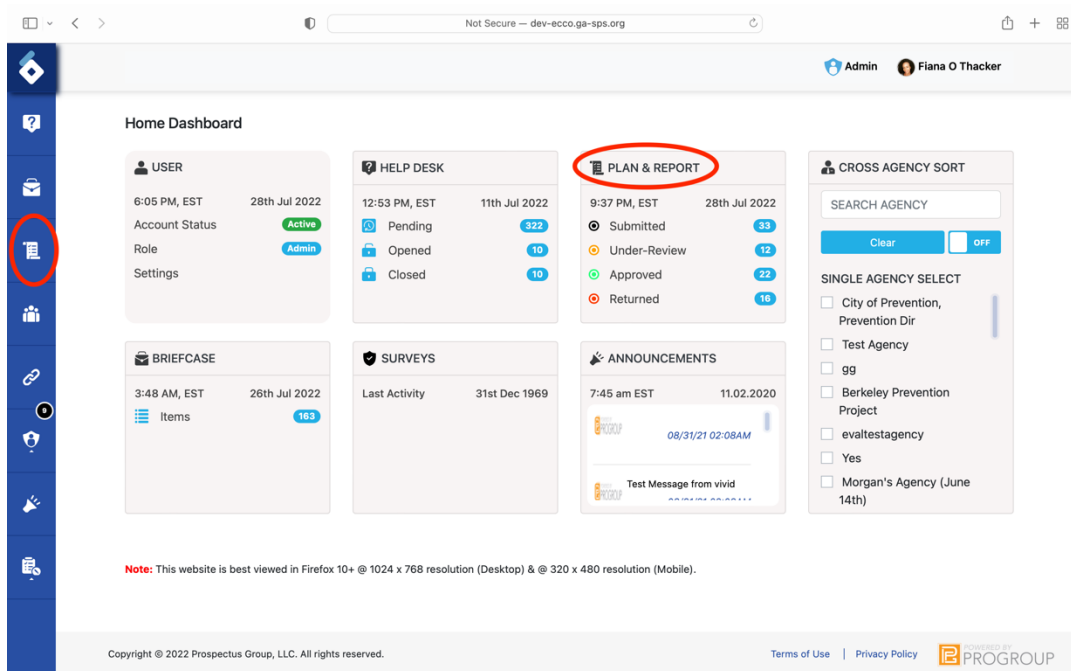 Not Secure — dev-ecco.ga-sps.org
Admin
Fiana O Thacker
Home Dashboard
USER
6:05 PM, EST 28th Jul 2022
Account Status Active
Role Admin
Settings
HELP DESK
12:53 PM, EST 11th Jul 2022
Pending 322
Opened 10
Closed 10
PLAN & REPORT
9:37 PM, EST 28th Jul 2022
Submitted 33
Under-Review 12
Approved 22
Returned 16
CROSS AGENCY SORT
SEARCH AGENCY
Clear OFF
SINGLE AGENCY SELECT
City of Prevention,
Prevention Dir
Test Agency
gg
Berkeley Prevention
Project
evaltestagency
Yes
Morgan's Agency (June
14th)
BRIEFCASE
3:48 AM, EST 26th Jul 2022
Items 163
SURVEYS
Last Activity 31st Dec 1969
ANNOUNCEMENTS
7:45 am EST 11.02.2020
PROGROUP
08/31/21 02:08AM
Test Message from vivid
PROGROUP
9
Note: This website is best viewed in Firefox 10+ @ 1024 x 768 resolution (Desktop) & @ 320 x 480 resolution (Mobile).
Copyright © 2022 Prospectus Group, LLC. All rights reserved.
Terms of Use | Privacy Policy
POWERED BY
PROGROUP